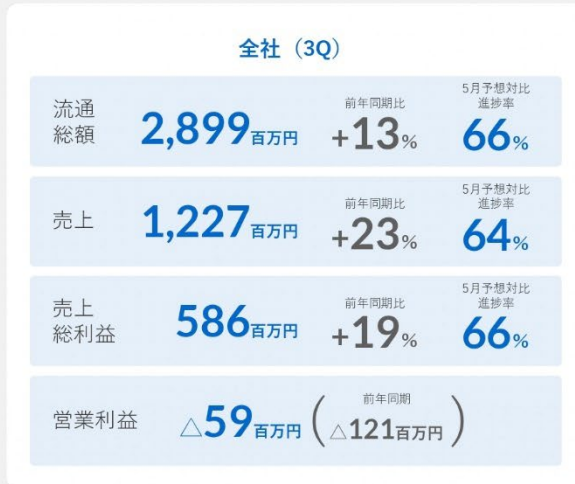 全社（3Q）
流通
総額
2,899百万円
前年同期比
+13%
5月予想対比
進捗率
66%
売上
1,227百万円
前年同期比
+23%
5月予想対比
進捗率
64%
売上
総利益
586百万円
前年同期比
+19%
5月予想対比
進捗率
66%
営業利益
△59百万円
前年同期
(△121百万円)